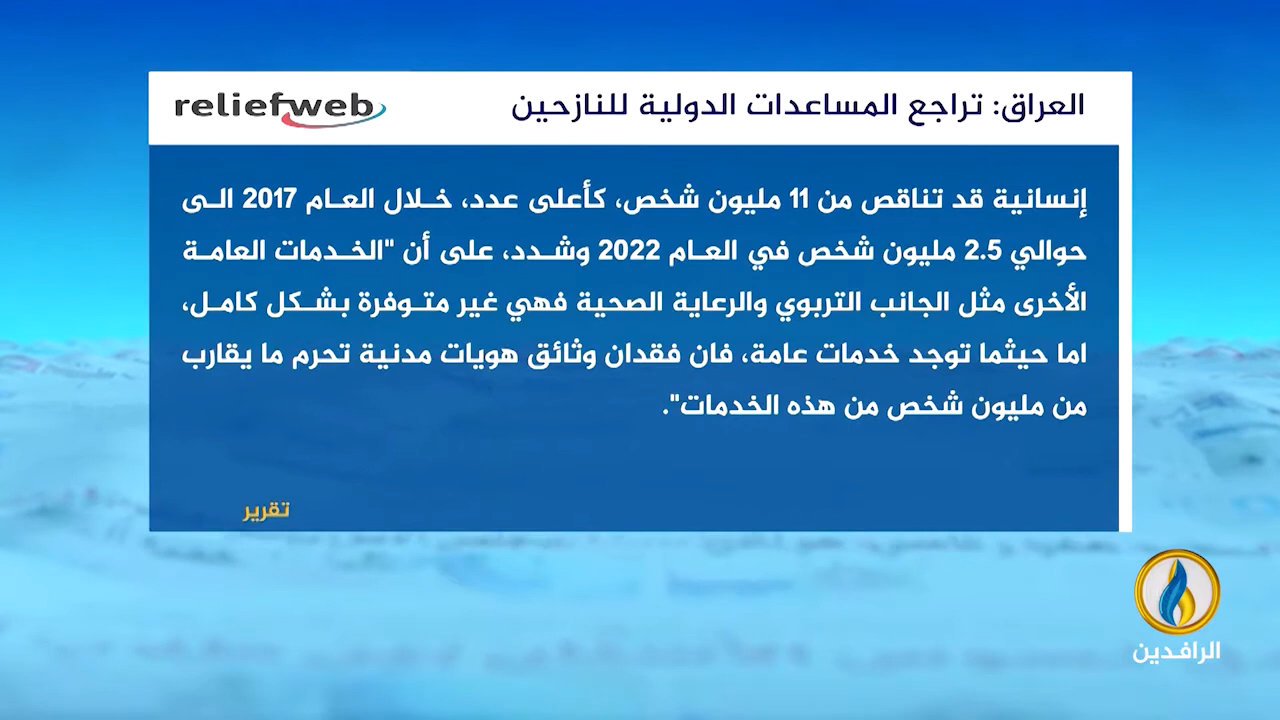 العراق: تراجع المساعدات الدولية للنازحين
reliefweb
إنسانية قد تناقص من 11 مليون شخص، كأعلى عدد، خلال العام 2017 الى
حوالي 2.5 مليون شخص في العام 2022 وشدد، على أن "الخدمات العامة
الأخرى مثل الجانب التربوي والرعاية الصحية فهي غير متوفرة بشكل كامل،
اما حيثما توجد خدمات عامة، فان فقدان وثائق هويات مدنية تحرم ما يقارب
من مليون شخص من هذه الخدمات".
تقرير
الرافدين